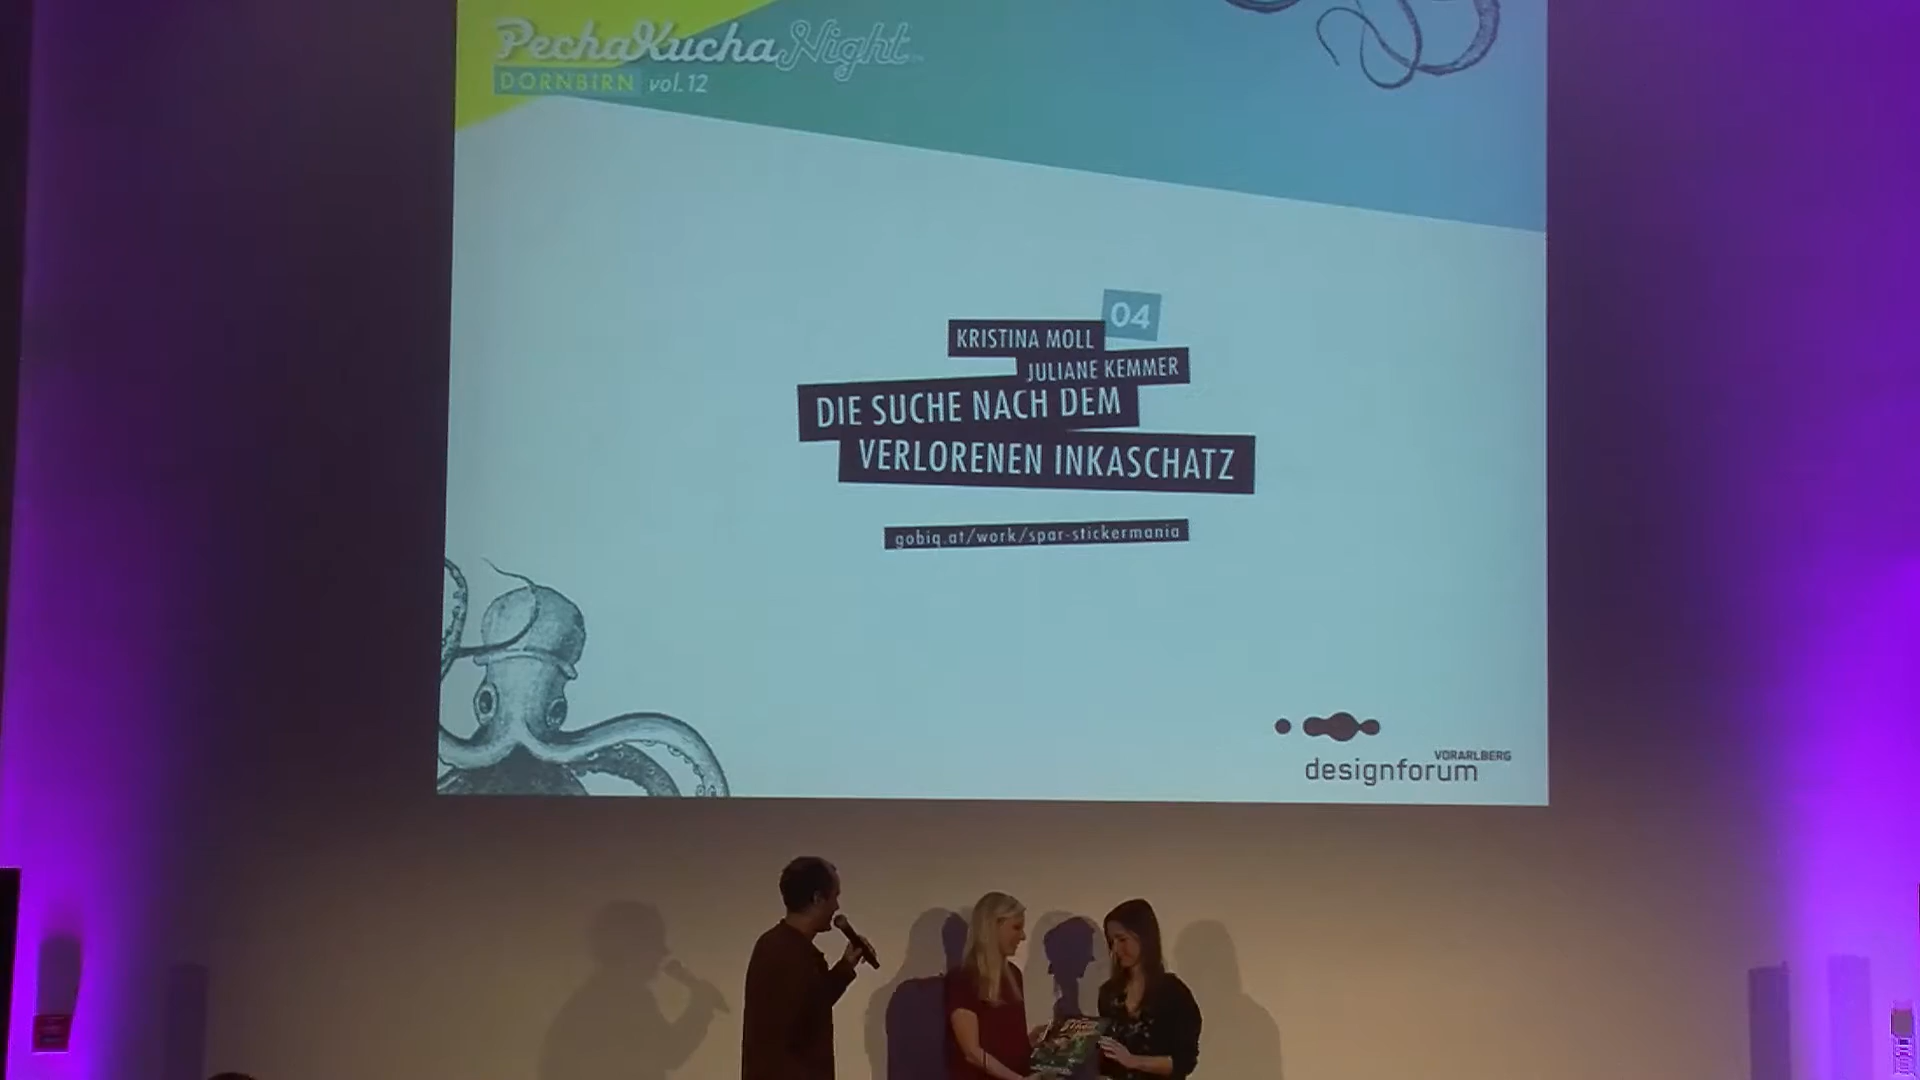 PechaKucha Night
DORNBIRN vol. 12
04
KRISTINA MOLL
JULIANE KEMMER
DIE SUCHE NACH DEM
VERLORENEN INKASCHATZ
gobiq.at/work/spar-stickermania
VORARLBERG
designforum